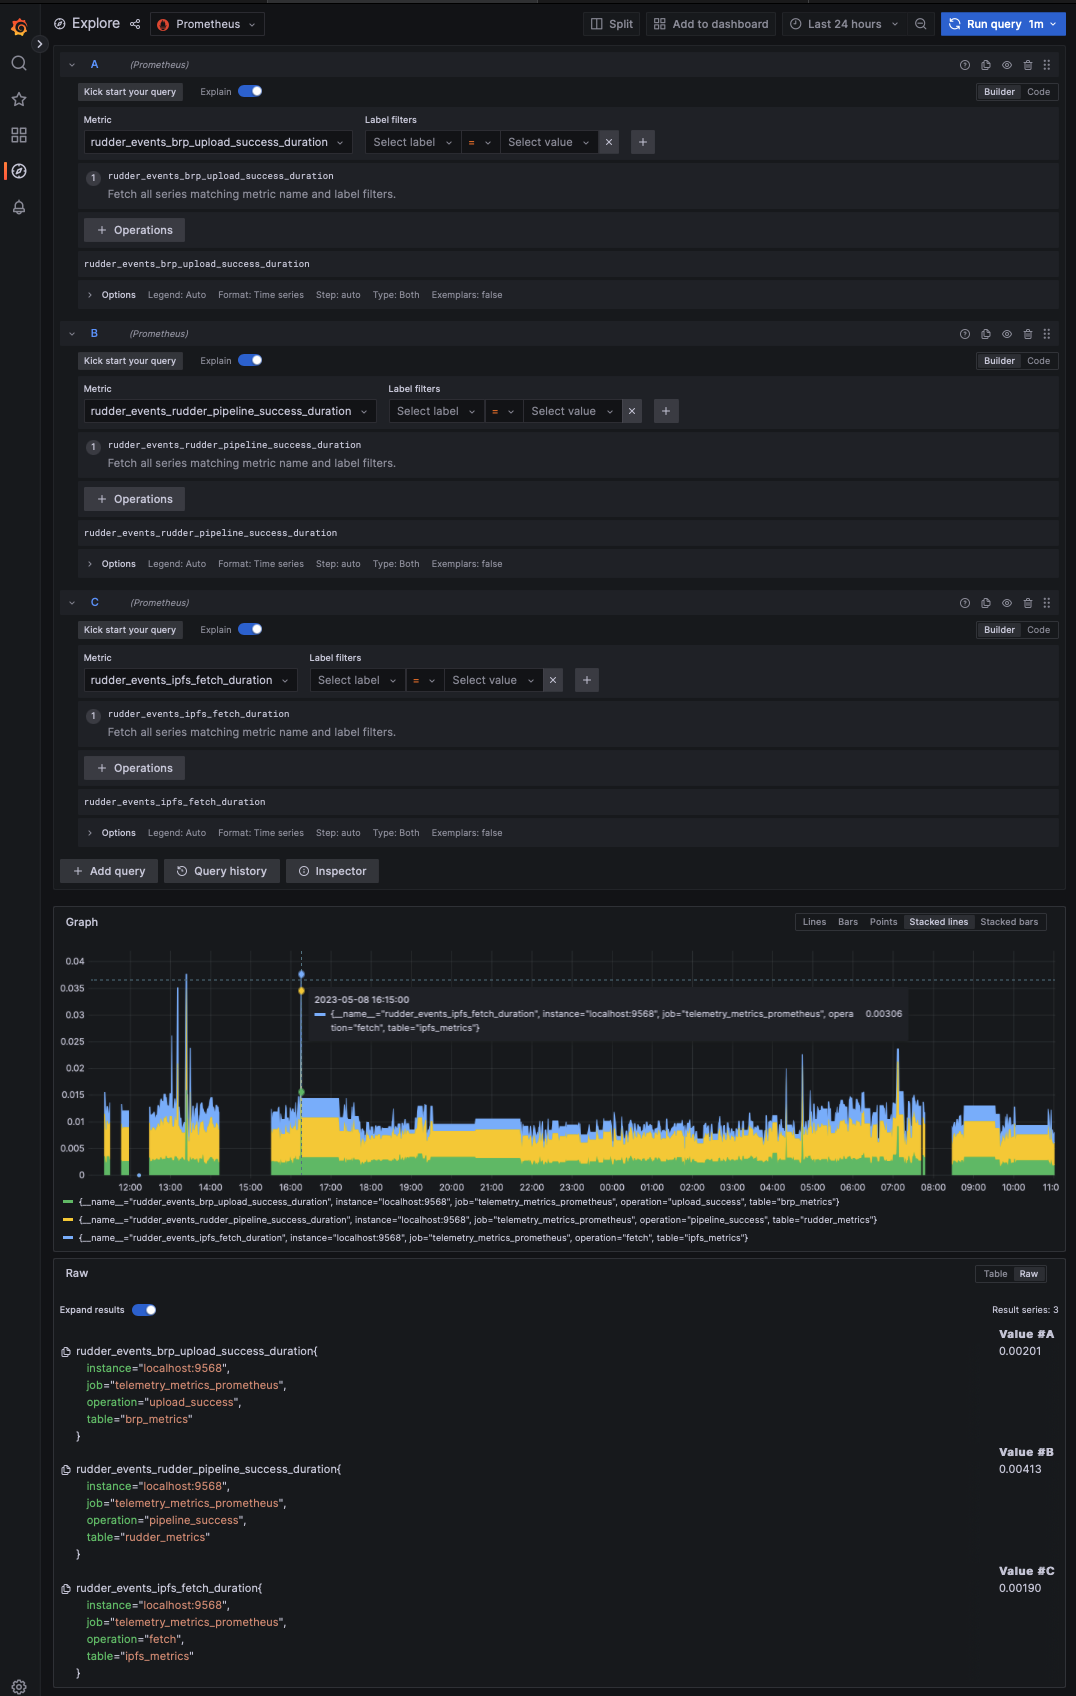 Explore Prometheus Split Add to dashboard Last 24 hours Run query 1m
A (Prometheus)
Kick start your query Explain Builder Code
Metric Label filters
rudder_events_brp_upload_success_duration Select label = Select value × +
1 rudder_events_brp_upload_success_duration
Fetch all series matching metric name and label filters.
+ Operations
rudder_events_brp_upload_success_duration
> Options Legend: Auto Format: Time series Step: auto Type: Both Exemplars: false
B (Prometheus)
Kick start your query Explain Builder Code
Metric Label filters
rudder_events_rudder_pipeline_success_duration Select label = Select value × +
1 rudder_events_rudder_pipeline_success_duration
Fetch all series matching metric name and label filters.
+ Operations
rudder_events_rudder_pipeline_success_duration
> Options Legend: Auto Format: Time series Step: auto Type: Both Exemplars: false
C (Prometheus)
Kick start your query Explain Builder Code
Metric Label filters
rudder_events_ipfs_fetch_duration Select label = Select value × +
1 rudder_events_ipfs_fetch_duration
Fetch all series matching metric name and label filters.
+ Operations
rudder_events_ipfs_fetch_duration
> Options Legend: Auto Format: Time series Step: auto Type: Both Exemplars: false
+ Add query Query history Inspector
Graph Lines Bars Points Stacked lines Stacked bars
0.04
0.035
0.03
0.025
0.02
0.015
0.01
0.005
0
2023-05-08 16:15:00
{__name__="rudder_events_ipfs_fetch_duration", instance="localhost:9568", job="telemetry_metrics_prometheus", opera 0.00306
tion="fetch", table="ipfs_metrics"}
12:00 13:00 14:00 15:00 16:00 17:00 18:00 19:00 20:00 21:00 22:00 23:00 00:00 01:00 02:00 03:00 04:00 05:00 06:00 07:00 08:00 09:00 10:00 11:0
{__name__="rudder_events_brp_upload_success_duration", instance="localhost:9568", job="telemetry_metrics_prometheus", operation="upload_success", table="brp_metrics"}
{__name__="rudder_events_rudder_pipeline_success_duration", instance="localhost:9568", job="telemetry_metrics_prometheus", operation="pipeline_success", table="rudder_metrics"}
{__name__="rudder_events_ipfs_fetch_duration", instance="localhost:9568", job="telemetry_metrics_prometheus", operation="fetch", table="ipfs_metrics"}
Raw Table Raw
Expand results Result series: 3
Value #A
rudder_events_brp_upload_success_duration{ 0.00201
instance="localhost:9568",
job="telemetry_metrics_prometheus",
operation="upload_success",
table="brp_metrics"
}
Value #B
rudder_events_rudder_pipeline_success_duration{ 0.00413
instance="localhost:9568",
job="telemetry_metrics_prometheus",
operation="pipeline_success",
table="rudder_metrics"
}
Value #C
rudder_events_ipfs_fetch_duration{ 0.00190
instance="localhost:9568",
job="telemetry_metrics_prometheus",
operation="fetch",
table="ipfs_metrics"
}